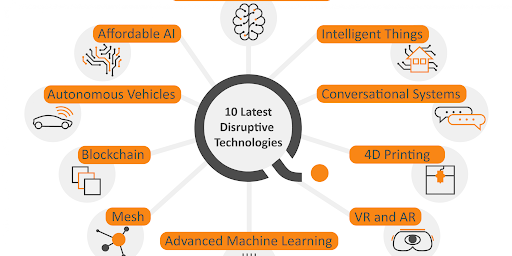 Affordable AI
Intelligent Things
Autonomous Vehicles
Conversational Systems
10 Latest
Disruptive
Technologies
Blockchain
4D Printing
Mesh
VR and AR
Advanced Machine Learning